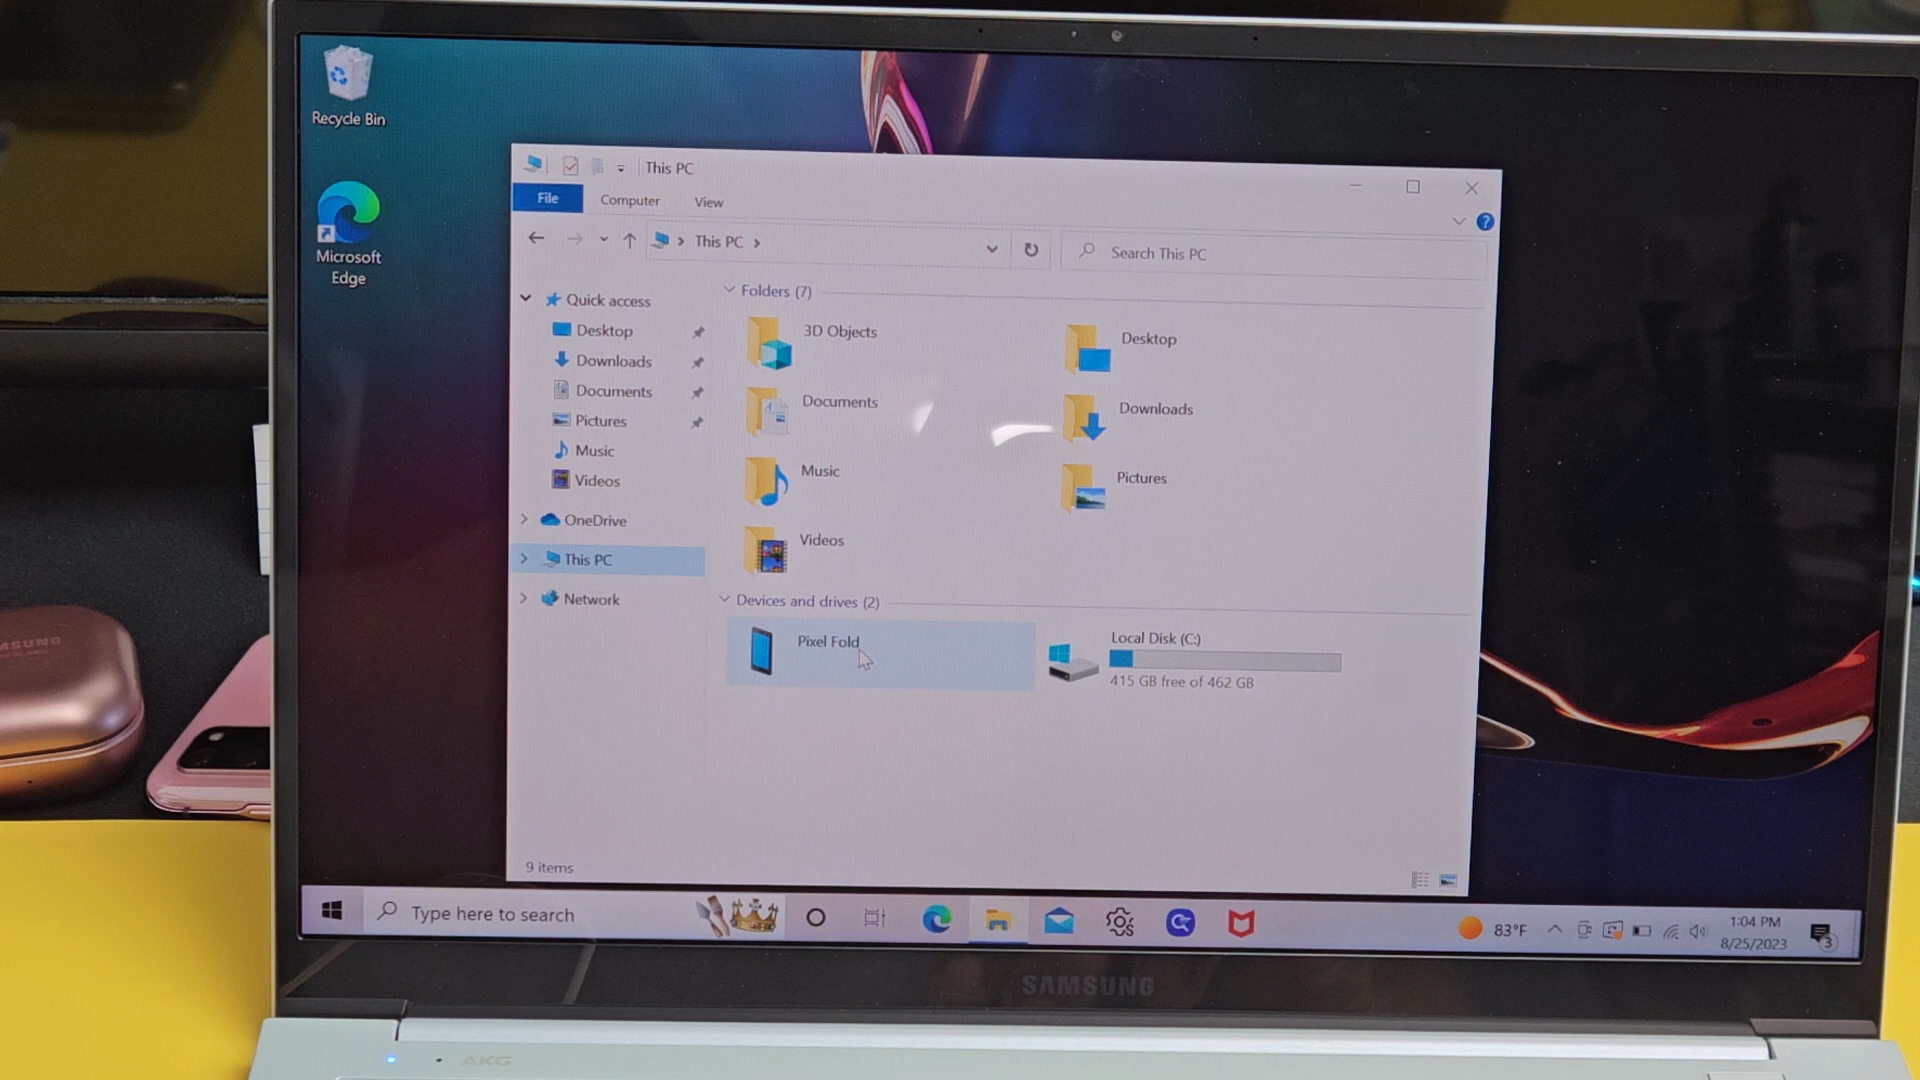 Recycle Bin
Microsoft
Edge
This PC
File
Computer
View
This PC
Search This PC
Quick access
Desktop
Downloads
Documents
Pictures
Music
Videos
OneDrive
This PC
Network
Folders (7)
3D Objects
Desktop
Documents
Downloads
Music
Pictures
Videos
Devices and drives (2)
Pixel Fold
Local Disk (C:)
415 GB free of 462 GB
9 items
Type here to search
83°F
1:04 PM
8/25/2023
3
SAMSUNG
AKG